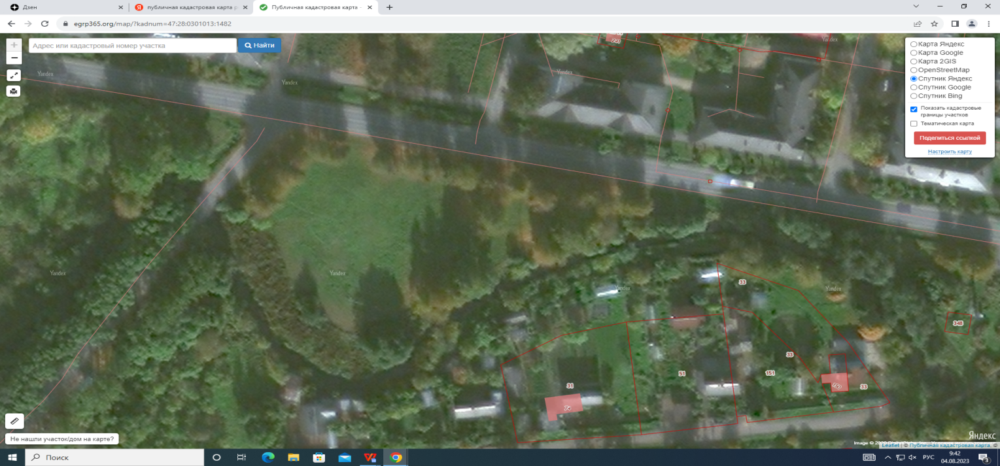 Дзен
публичная кадастровая карта р
Публичная кадастровая карта -
egrp365.org/map/?kadnum=47:28:0301013:1482
Адрес или кадастровый номер участка
Найти
Карта Яндекс
Карта Google
Карта 2GIS
OpenStreetMap
Спутник Яндекс
Спутник Google
Спутник Bing
Показать кадастровые
границы участков
Тематическая карта
Поделиться ссылкой
Настроить карту
Yandex
Yandex
Yandex
Yandex
Yandex
Yandex
Yandex
Yandex
241
33
348
33
31
51
151
33
74
Не нашли участок/дом на карте?
Яндекс
Leaflet | © Публичная кадастровая карта, ©
Поиск
РУС
9:42
04.08.2023
3